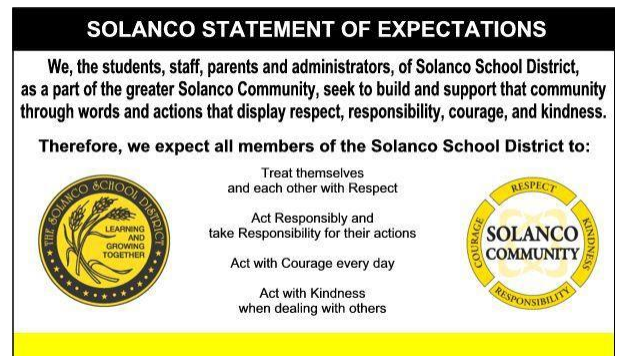 SOLANCO STATEMENT OF EXPECTATIONS
We, the students, staff, parents and administrators, of Solanco School District,
as a part of the greater Solanco Community, seek to build and support that community
through words and actions that display respect, responsibility, courage, and kindness.
Therefore, we expect all members of the Solanco School District to:
THE SOLANCO SCHOOL DISTRICT
LEARNING
AND
GROWING
TOGETHER
Treat themselves
and each other with Respect
Act Responsibly and
take Responsibility for their actions
Act with Courage every day
Act with Kindness
when dealing with others
RESPECT
COURAGE
KINDNESS
SOLANCO
COMMUNITY
RESPONSIBILITY